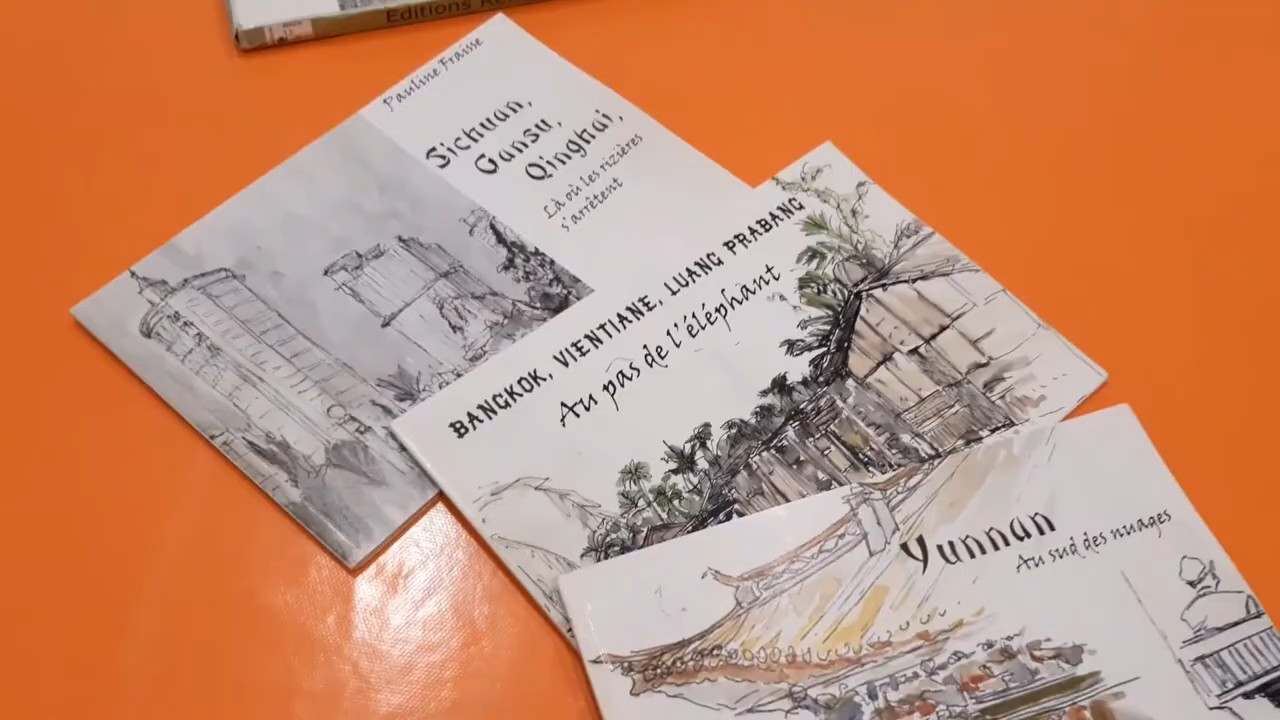 Editions
Pauline Fraisse
Sichuan,
Gansu,
Qinghai,
Là où les rizières
s'arrêtent
BANGKOK, VIENTIANE, LUANG PRABANG
Au pas de l'éléphant
Yunnan
Au sud des nuages